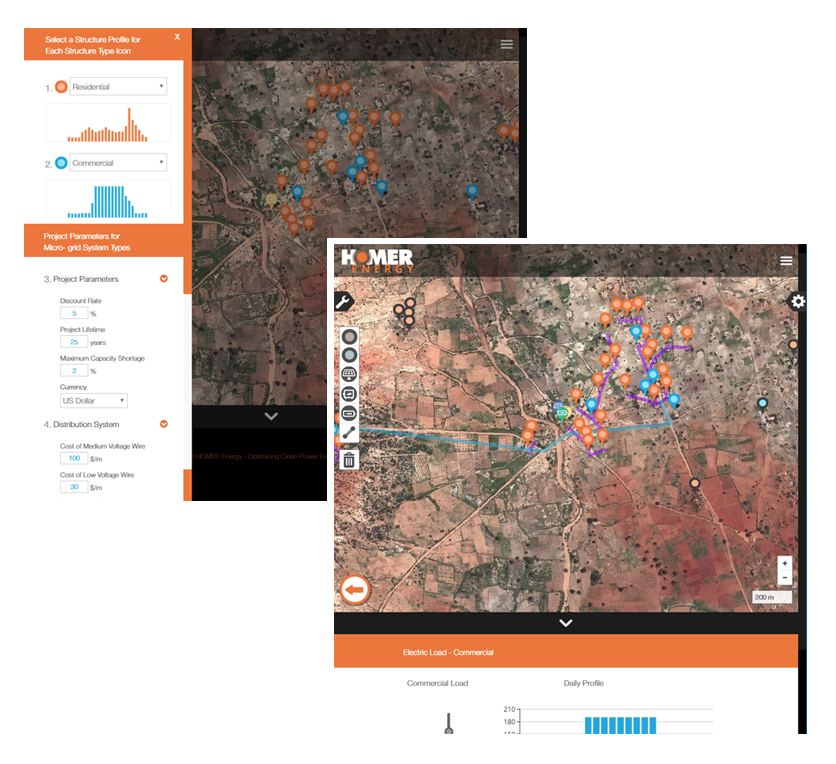 Select a Structure Profile for
Each Structure Type Icon
X
1. Residential
2. Commercial
Project Parameters for
Micro- grid System Types
3. Project Parameters
Discount Rate
5 %
Project Lifetime
25 years
Maximum Capacity Shortage
2 %
Currency
US Dollar
4. Distribution System
Cost of Medium Voltage Wire
100 $/m
Cost of Low Voltage Wire
30 $/m
HOMER Energy - Optimizing Clean Power
HOMER
ENERGY
+
-
200 m
Electric Load - Commercial
Commercial Load
Daily Profile
210
180
150